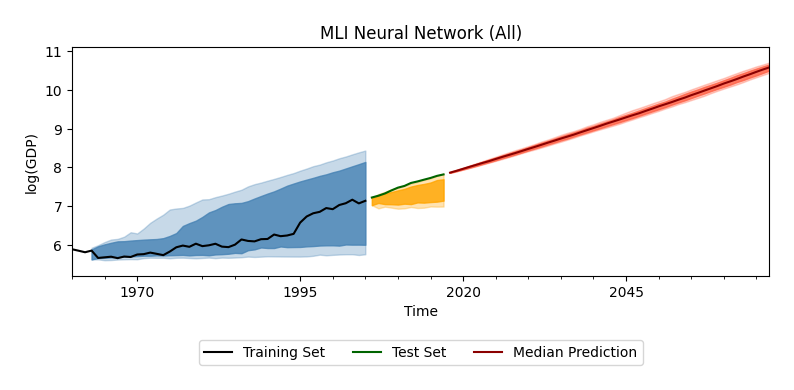 MLI Neural Network (All)
log(GDP)
11
10
9
8
7
6
1970 1995 2020 2045
Time
Training Set Test Set Median Prediction